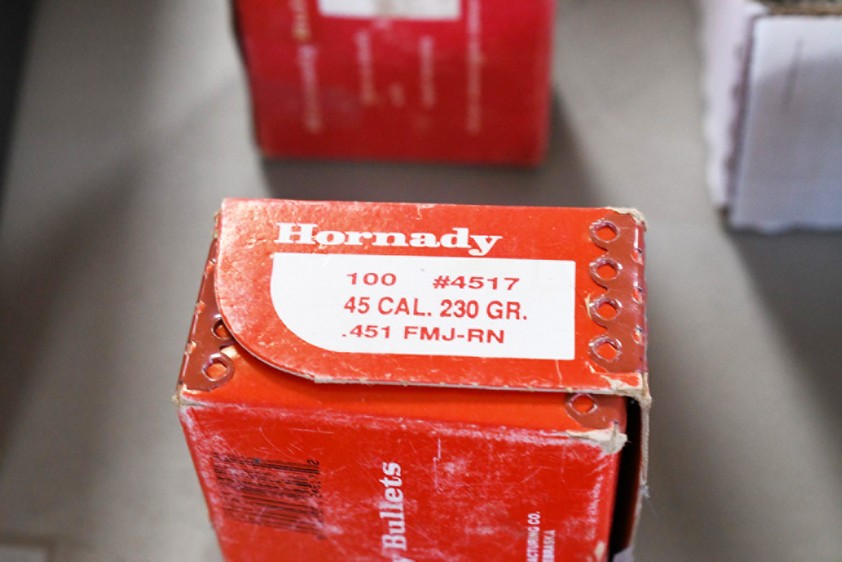 Hornady
100 #4517
45 CAL. 230 GR.
.451 FMJ-RN
Bullets